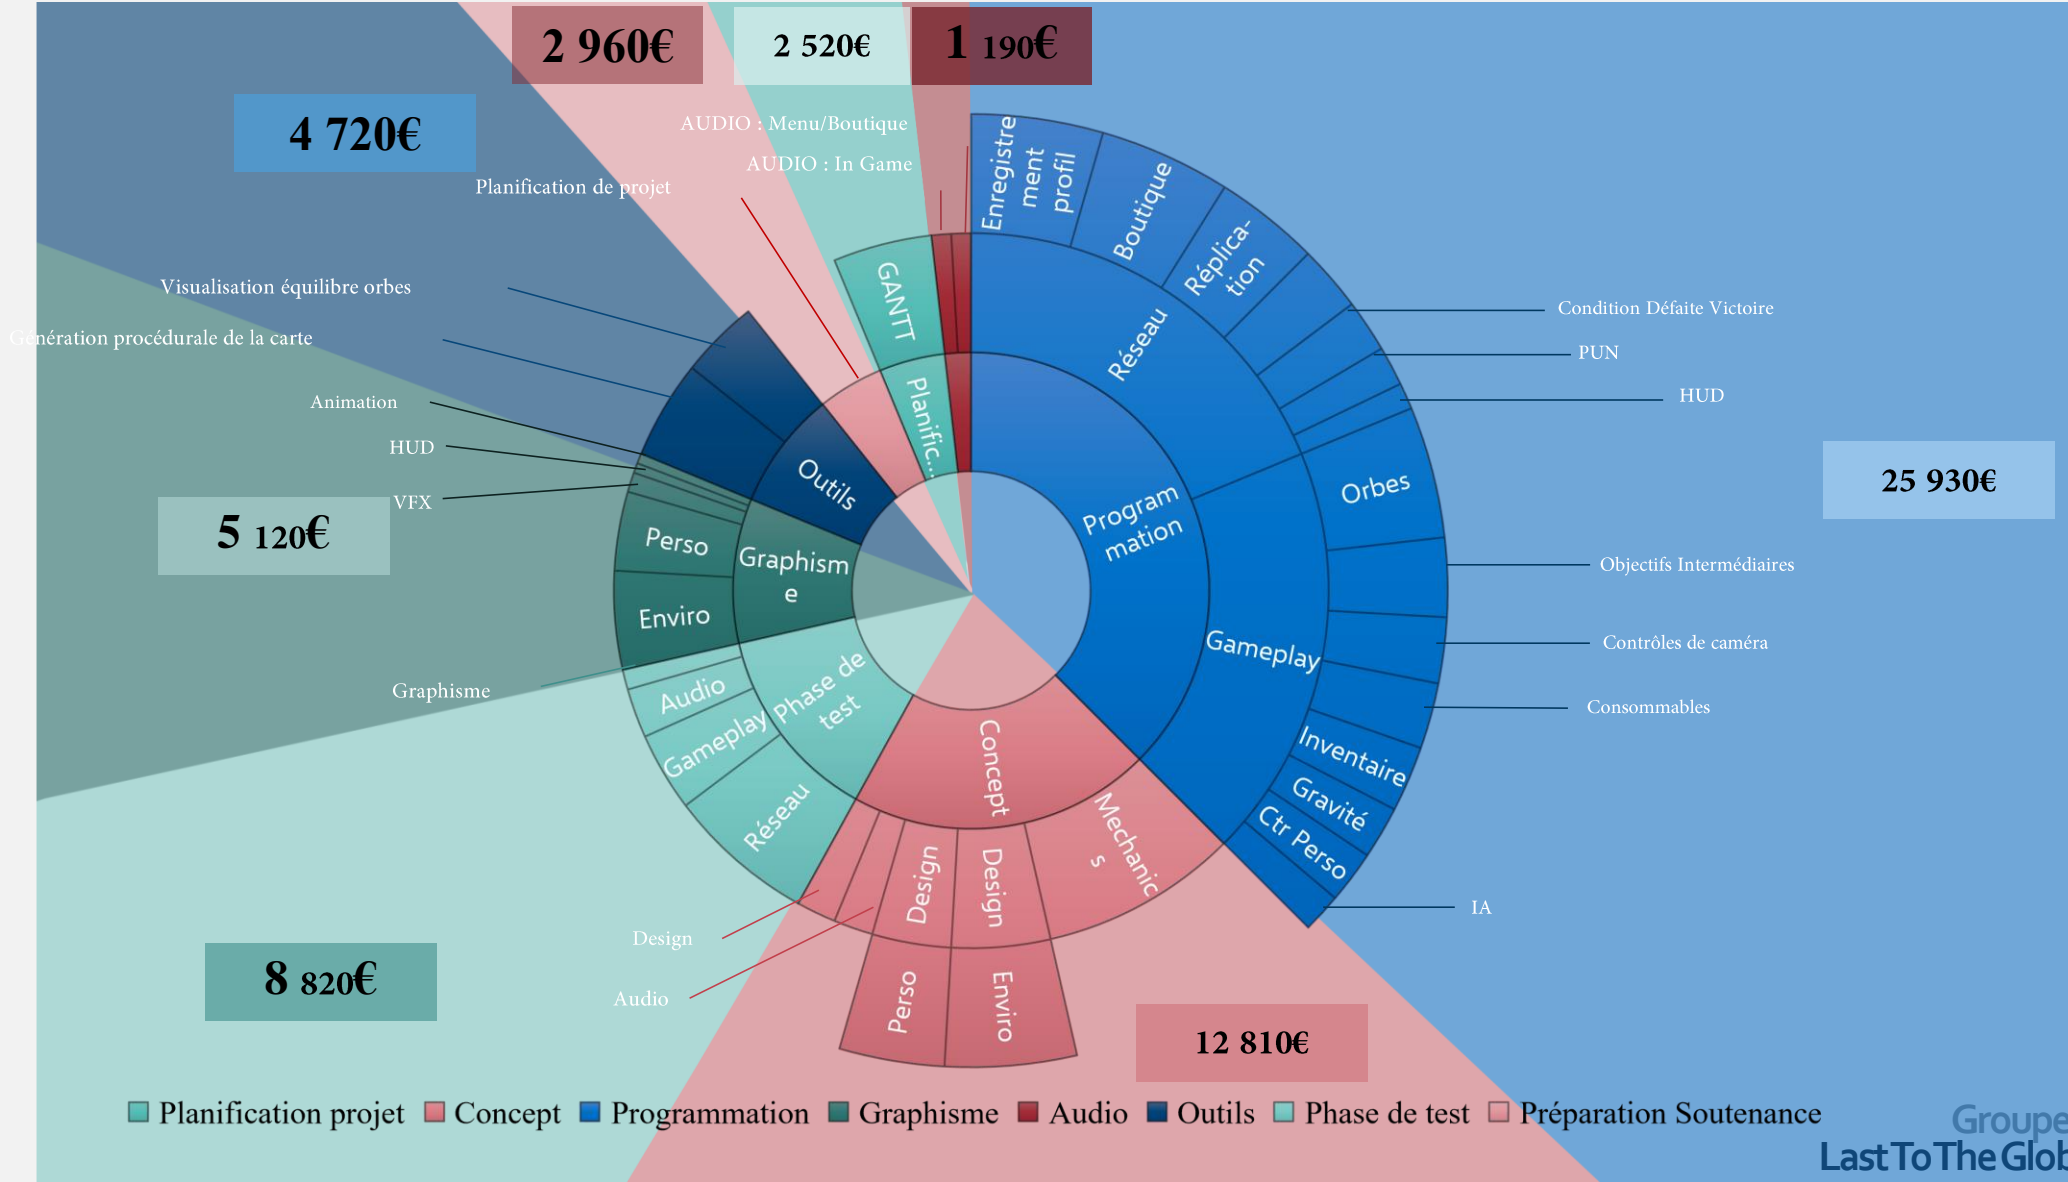 2 960€
2 520€
1 190€
4 720€
AUDIO : Menu/Boutique
AUDIO : In Game
Planification de projet
Visualisation équilibre orbes
Génération procédurale de la carte
Animation
HUD
VFX
5 120€
Graphisme
8 820€
Design
Audio
Enregistre
ment
profil
Boutique
Réplica-
tion
Réseau
Condition Défaite Victoire
PUN
HUD
Orbes
25 930€
Program
mation
Objectifs Intermédiaires
Gameplay
Contrôles de caméra
Consommables
Inventaire
Gravité
Ctr Perso
IA
GANTT
Planific...
Outils
Perso
Graphism
e
Enviro
Phase de
test
Audio
Gameplay
Réseau
Concept
Mechanic
s
Design
Design
Perso
Enviro
12 810€
Planification projet
Concept
Programmation
Graphisme
Audio
Outils
Phase de test
Préparation Soutenance
Groupe
LastToTheGlob